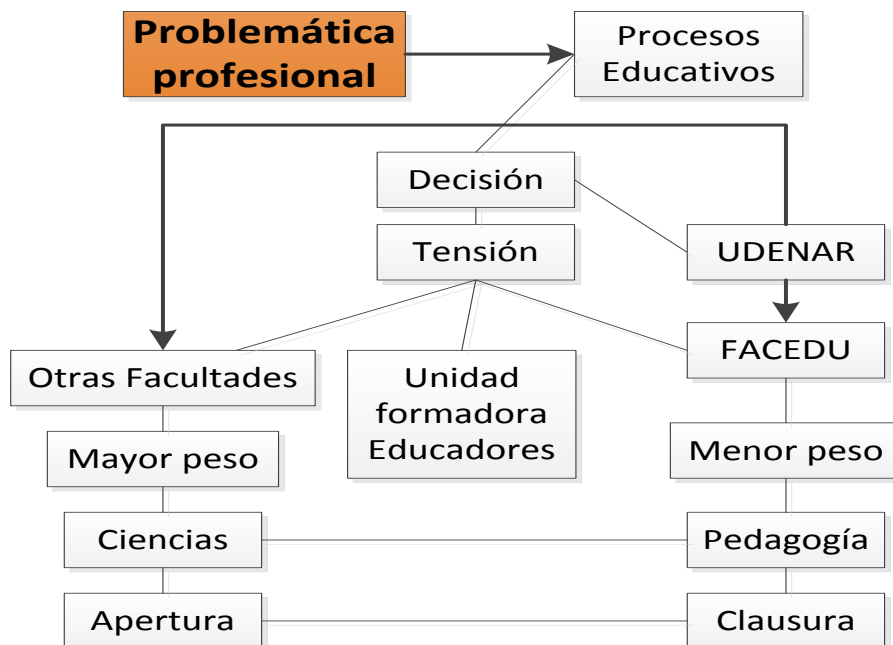 Problemática
profesional
Procesos
Educativos
Decisión
Tensión
UDENAR
Otras Facultades
Unidad
formadora
Educadores
FACEDU
Mayor peso
Menor peso
Ciencias
Pedagogía
Apertura
Clausura